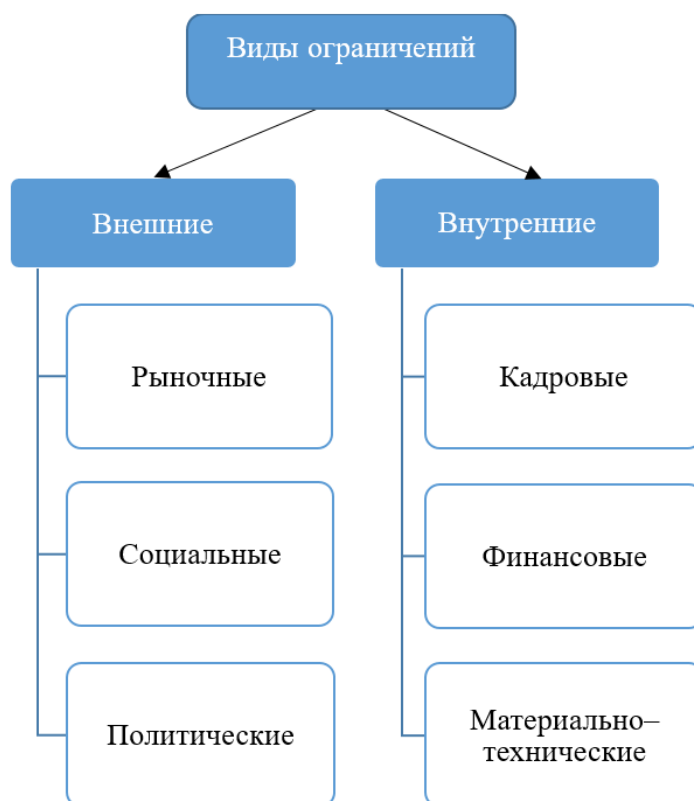 Виды ограничений
Внешние
Рыночные
Социальные
Политические
Внутренние
Кадровые
Финансовые
Материально–
технические